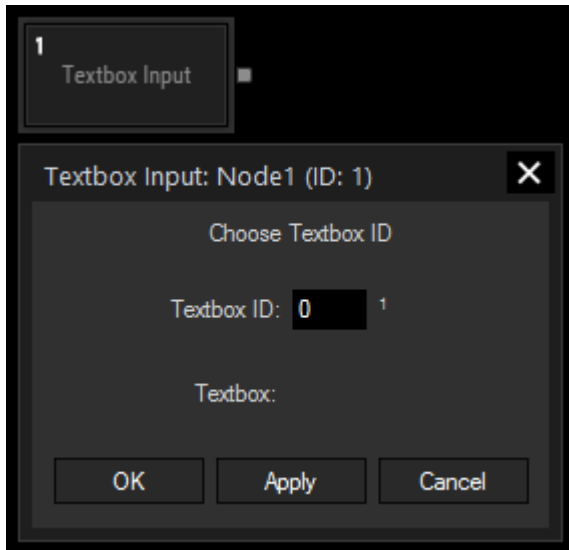 1
Textbox Input
Textbox Input: Node1 (ID: 1)
Choose Textbox ID
Textbox ID: 0 1
Textbox:
OK Apply Cancel